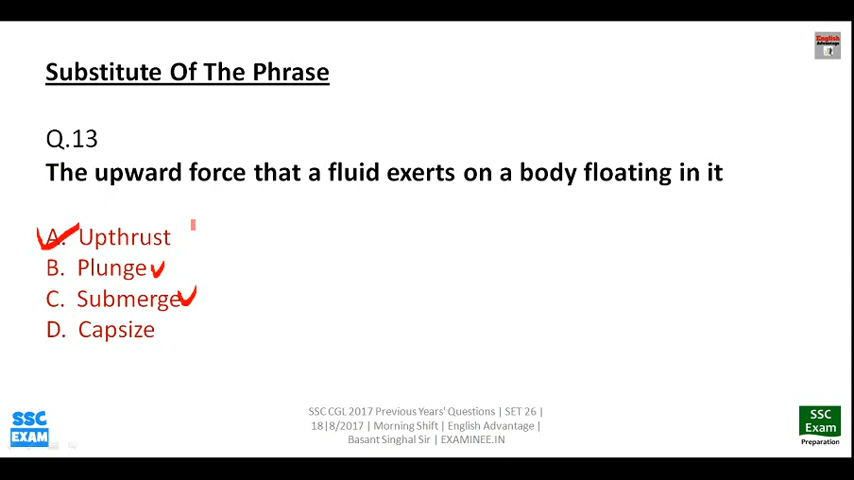 English
Advantage
Substitute Of The Phrase
Q.13
The upward force that a fluid exerts on a body floating in it
A. Upthrust
B. Plunge
C. Submerge
D. Capsize
SSC
EXAM
SSC CGL 2017 Previous Years' Questions | SET 26 |
18|8/2017 | Morning Shift | English Advantage |
Basant Singhal Sir | EXAMINEE.IN
SSC
Exam
Preparation